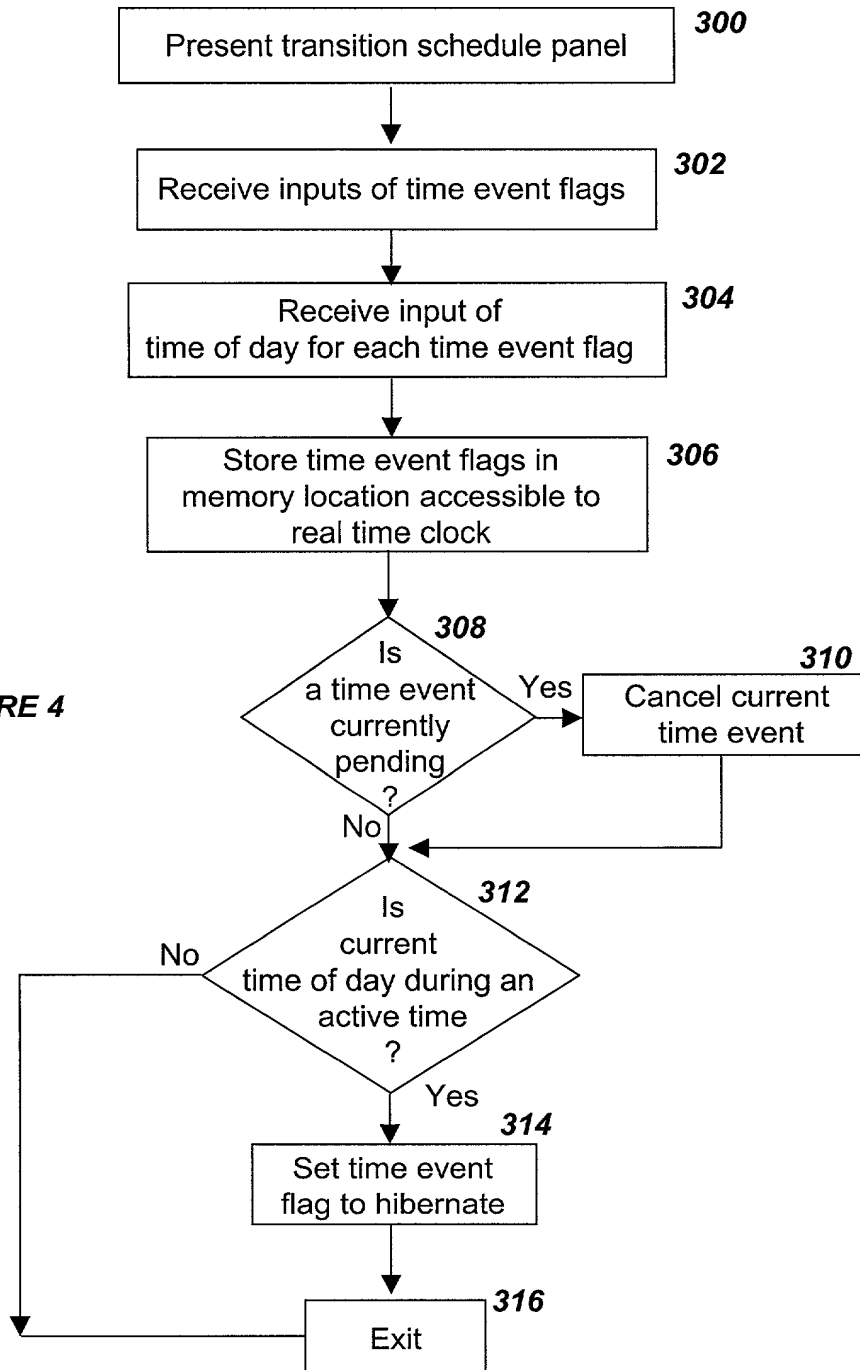 300
Present transition schedule panel
302
Receive inputs of time event flags
304
Receive input of
time of day for each time event flag
306
Store time event flags in
memory location accessible to
real time clock
308
Is
a time event
currently
pending
?
Yes
310
Cancel current
time event
RE 4
No
312
Is
current
time of day during an
active time
?
No
Yes
314
Set time event
flag to hibernate
316
Exit